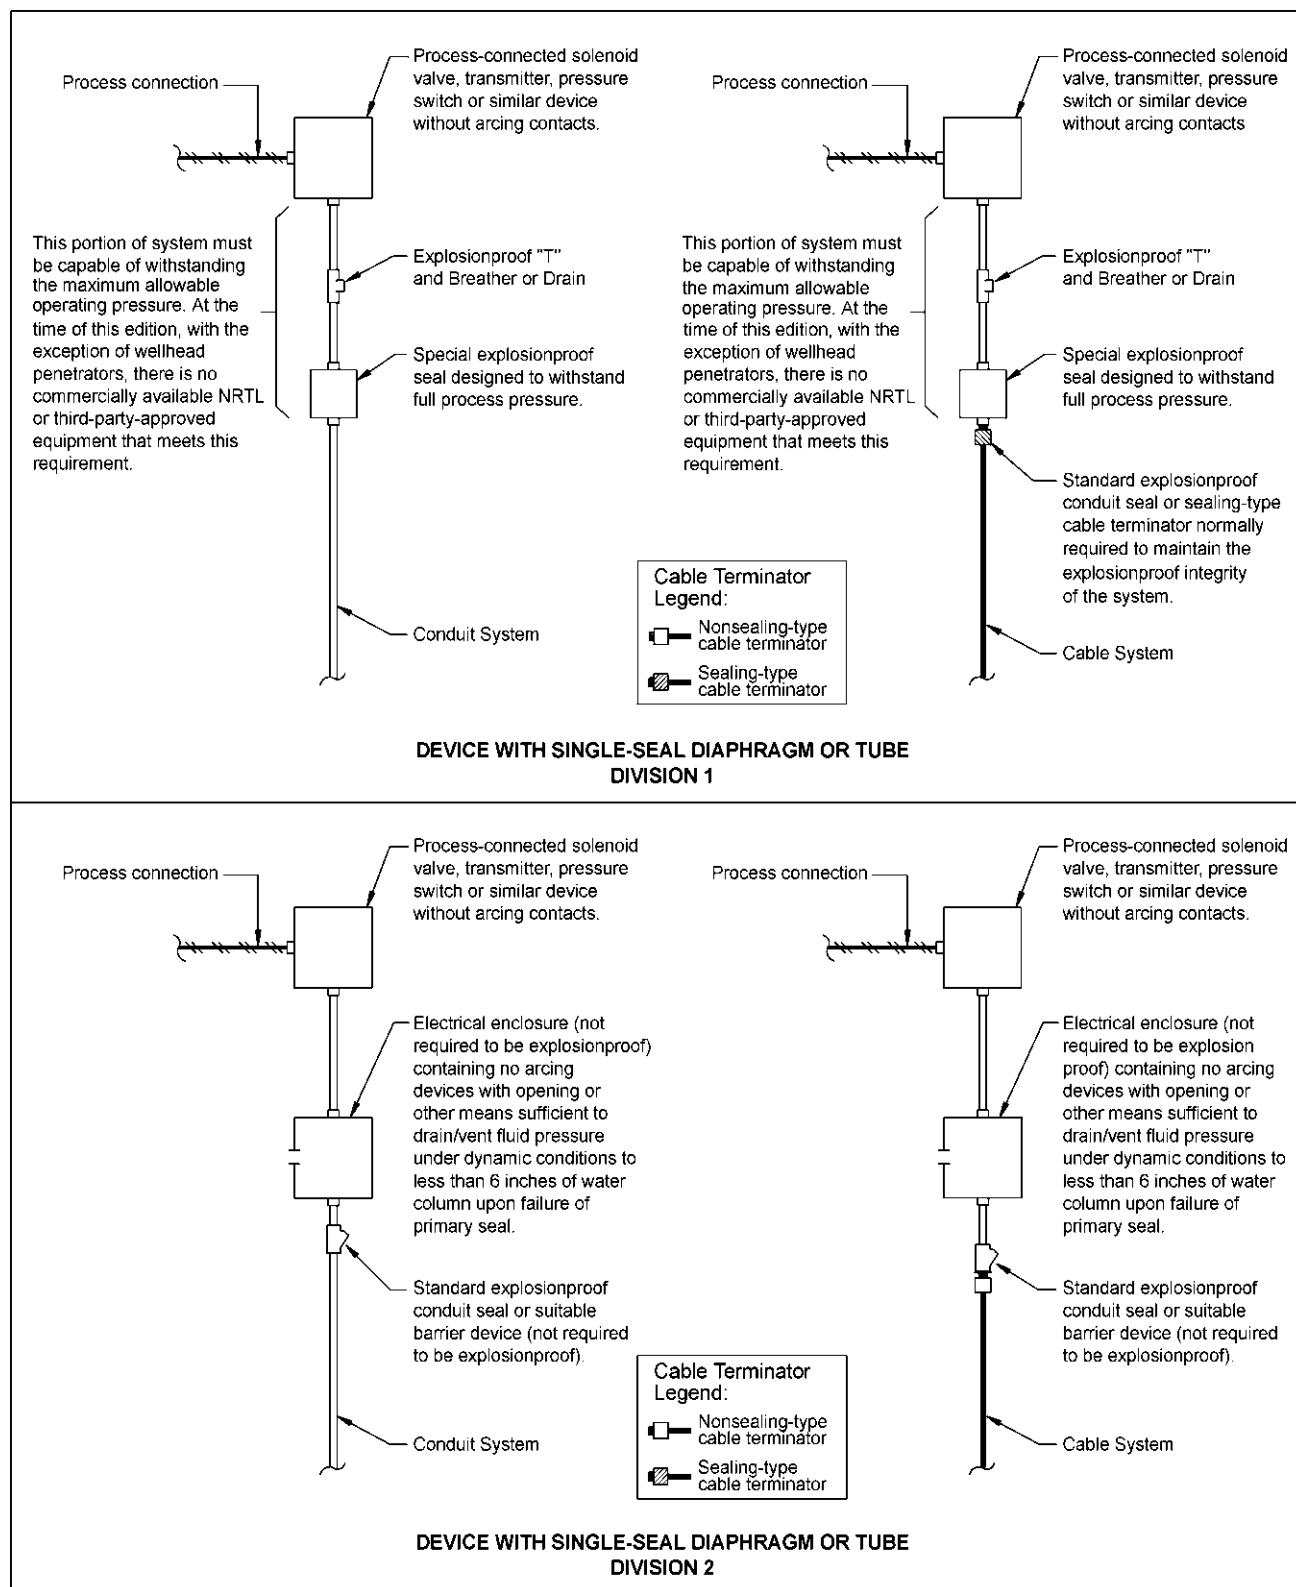 Process connection
Process-connected solenoid
valve, transmitter, pressure
switch or similar device
without arcing contacts.
This portion of system must
be capable of withstanding
the maximum allowable
operating pressure. At the
time of this edition, with the
exception of wellhead
penetrators, there is no
commercially available NRTL
or third-party-approved
equipment that meets this
requirement.
Explosionproof "T"
and Breather or Drain
Special explosionproof
seal designed to withstand
full process pressure.
Conduit System
Process connection
Process-connected solenoid
valve, transmitter, pressure
switch or similar device
without arcing contacts
This portion of system must
be capable of withstanding
the maximum allowable
operating pressure. At the
time of this edition, with the
exception of wellhead
penetrators, there is no
commercially available NRTL
or third-party-approved
equipment that meets this
requirement.
Explosionproof "T"
and Breather or Drain
Special explosionproof
seal designed to withstand
full process pressure.
Standard explosionproof
conduit seal or sealing-type
cable terminator normally
required to maintain the
explosionproof integrity
of the system.
Cable System
Cable Terminator
Legend:
Nonsealing-type
cable terminator
Sealing-type
cable terminator
DEVICE WITH SINGLE-SEAL DIAPHRAGM OR TUBE
DIVISION 1
Process connection
Process-connected solenoid
valve, transmitter, pressure
switch or similar device
without arcing contacts.
Electrical enclosure (not
required to be explosionproof)
containing no arcing
devices with opening or
other means sufficient to
drain/vent fluid pressure
under dynamic conditions to
less than 6 inches of water
column upon failure of
primary seal.
Standard explosionproof
conduit seal or suitable
barrier device (not required
to be explosionproof).
Conduit System
Process connection
Process-connected solenoid
valve, transmitter, pressure
switch or similar device
without arcing contacts.
Electrical enclosure (not
required to be explosion
proof) containing no arcing
devices with opening or
other means sufficient to
drain/vent fluid pressure
under dynamic conditions to
less than 6 inches of water
column upon failure of
primary seal.
Standard explosionproof
conduit seal or suitable
barrier device (not required
to be explosionproof).
Cable System
Cable Terminator
Legend:
Nonsealing-type
cable terminator
Sealing-type
cable terminator
DEVICE WITH SINGLE-SEAL DIAPHRAGM OR TUBE
DIVISION 2